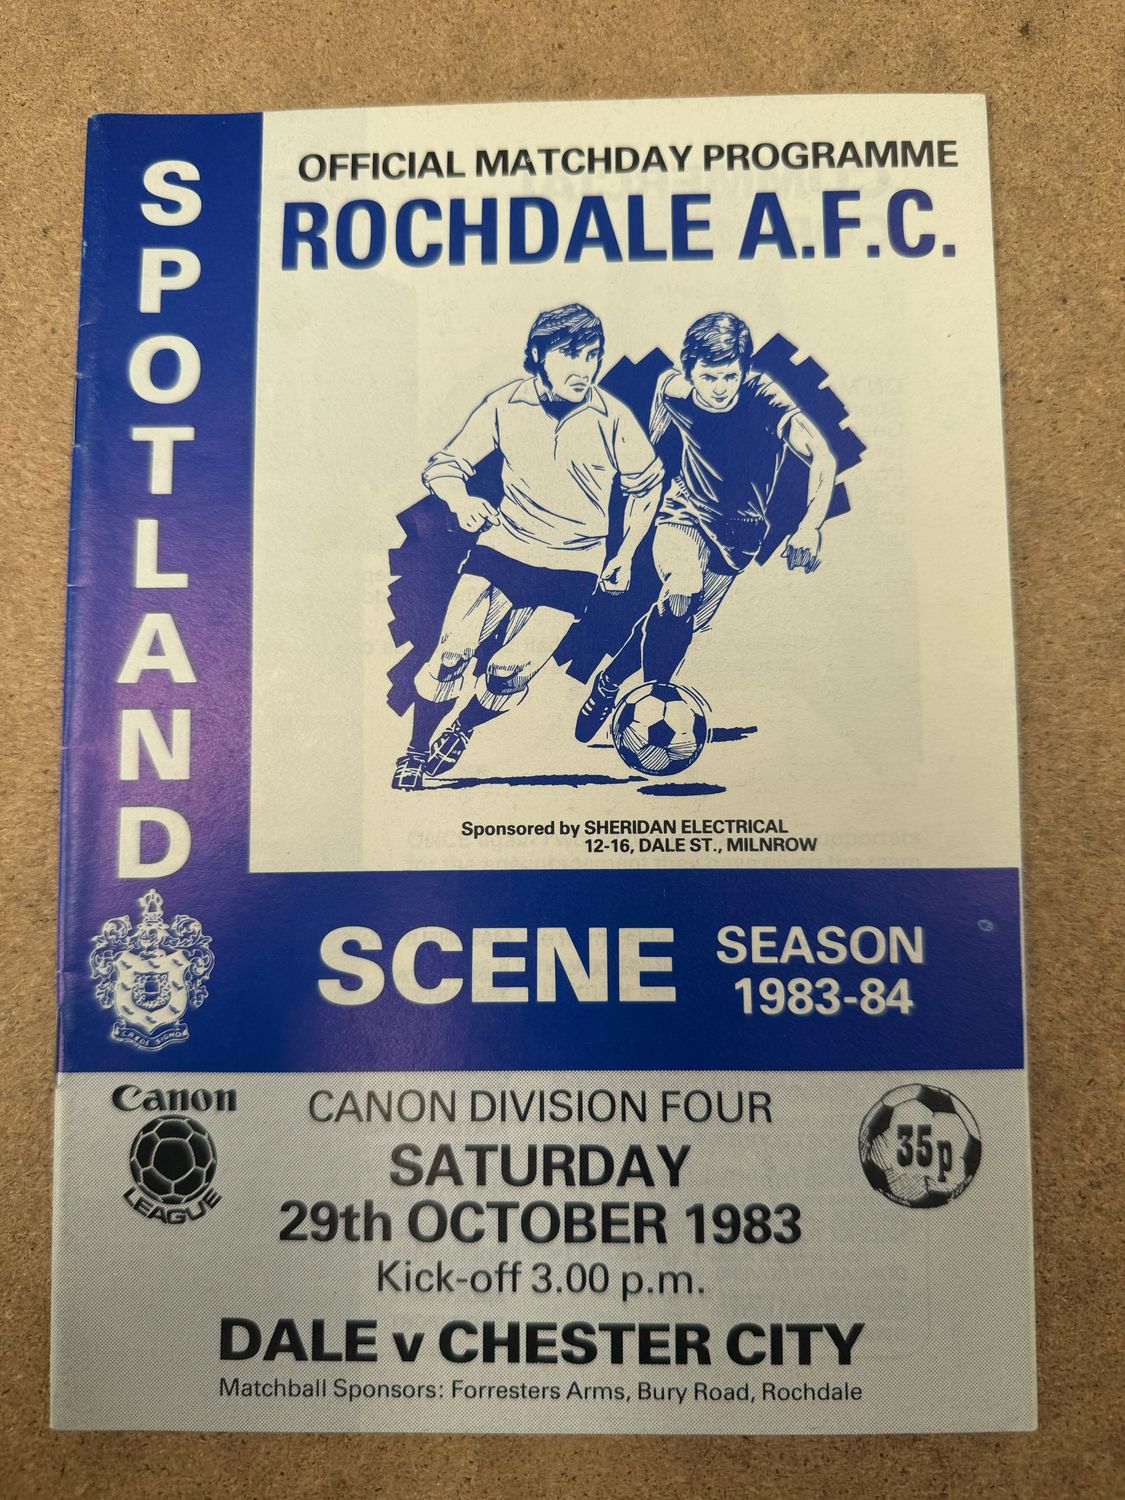 OFFICIAL MATCHDAY PROGRAMME
ROCHDALE A.F.C.
SPOTLAND
Sponsored by SHERIDAN ELECTRICAL
12-16, DALE ST., MILNROW
SCENE
SEASON
1983-84
CREDE SIGNO
Canon
LEAGUE
CANON DIVISION FOUR
35p
SATURDAY
29th OCTOBER 1983
Kick-off 3.00 p.m.
DALE v CHESTER CITY
Matchball Sponsors: Forresters Arms, Bury Road, Rochdale